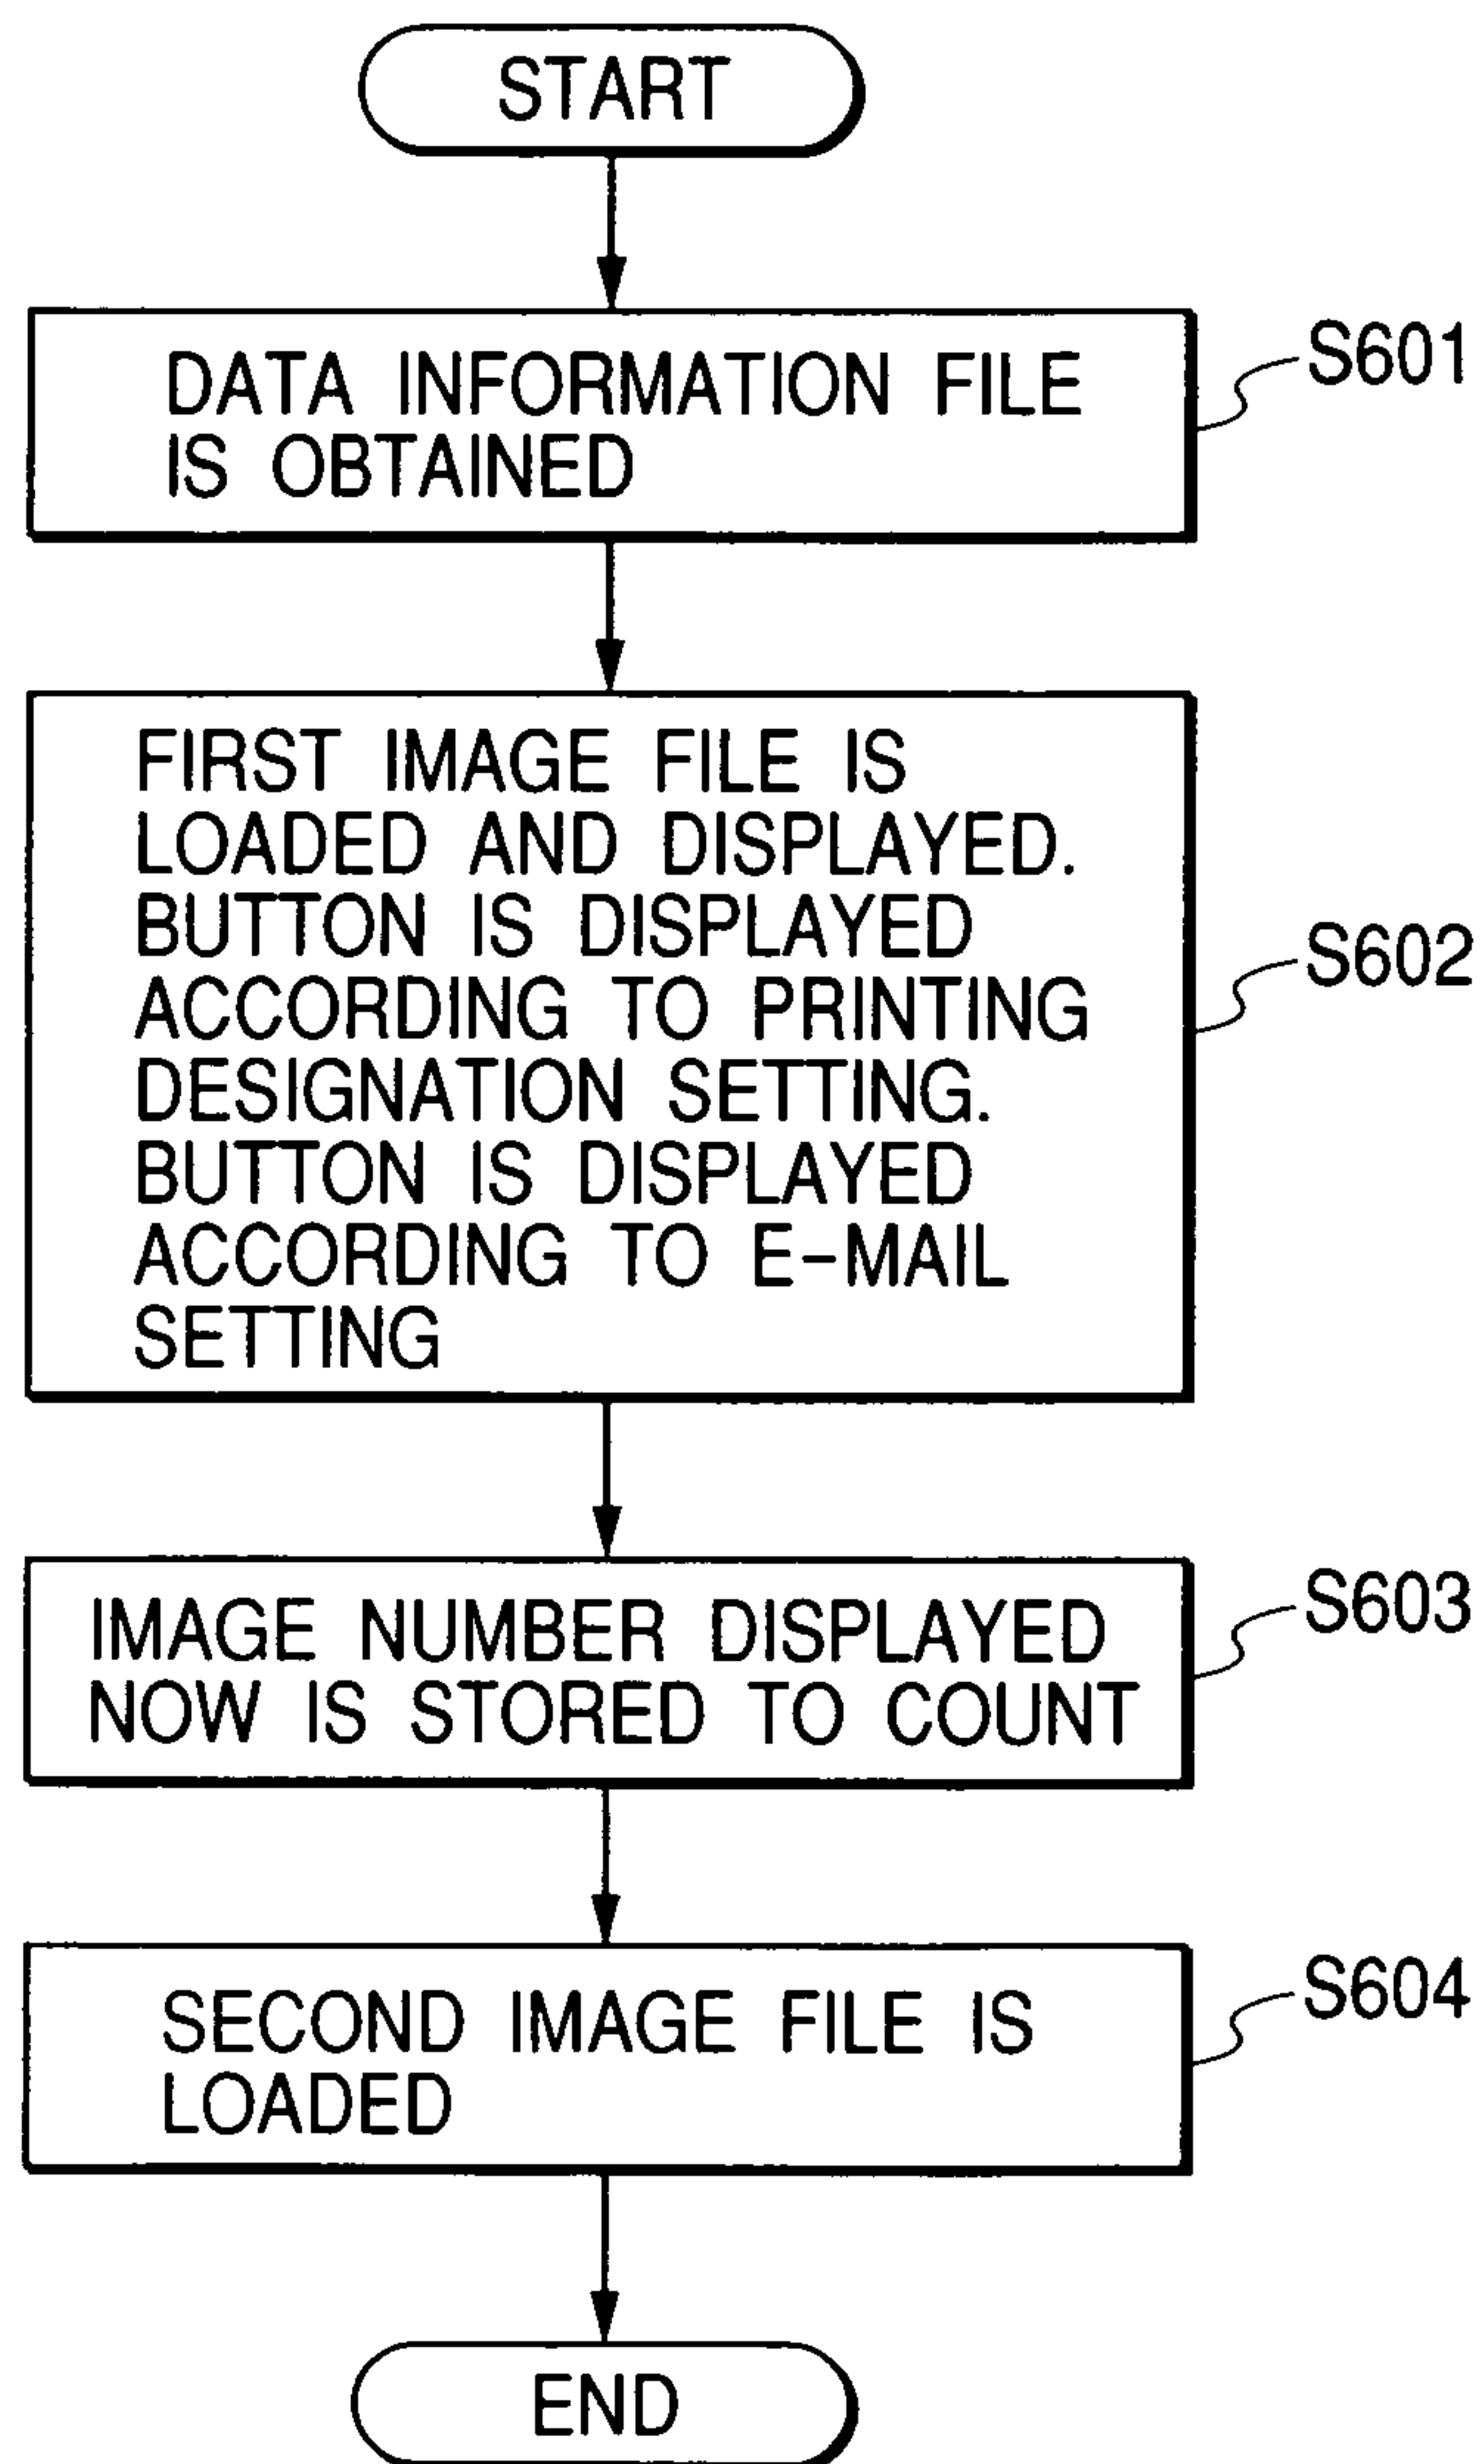 START
DATA INFORMATION FILE
IS OBTAINED
S601
FIRST IMAGE FILE IS
LOADED AND DISPLAYED.
BUTTON IS DISPLAYED
ACCORDING TO PRINTING
DESIGNATION SETTING.
BUTTON IS DISPLAYED
ACCORDING TO E-MAIL
SETTING
S602
IMAGE NUMBER DISPLAYED
NOW IS STORED TO COUNT
S603
SECOND IMAGE FILE IS
LOADED
S604
END